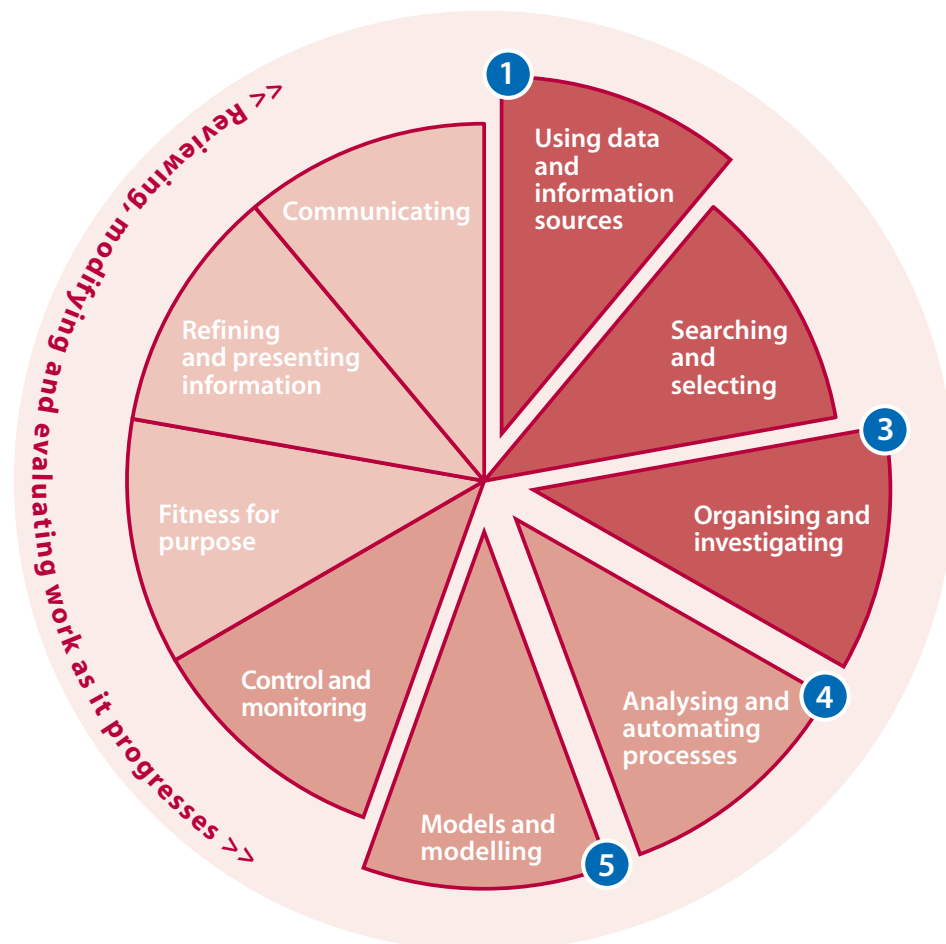 1
Using data
and
information
sources
Searching
and
selecting
3
Organising and
investigating
4
Analysing and
automating
processes
5
Models and
modelling
Control and
monitoring
Fitness for
purpose
Refining
and presenting
information
Communicating
<< Reviewing, modifying and evaluating work as it progresses >>